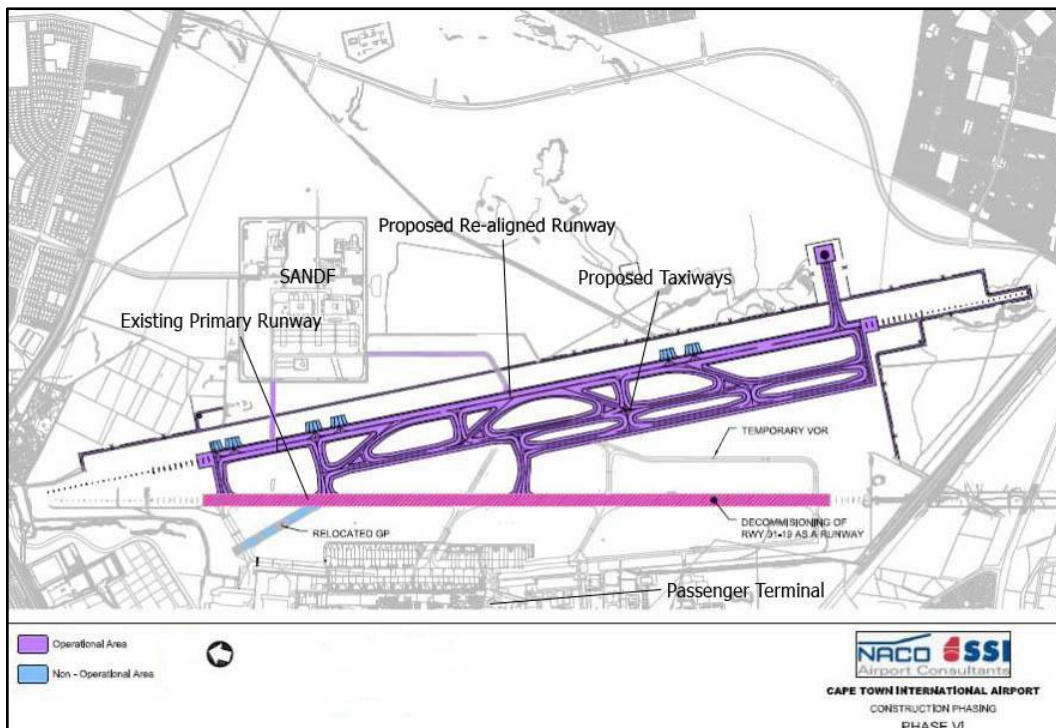 Proposed Re-aligned Runway
SANDF
Proposed Taxiways
Existing Primary Runway
TEMPORARY VOR
RELOCATED GP
DECOMMISIONING OF
RWY 01-19 AS A RUNWAY
Passenger Terminal
Operational Area
Non - Operational Area
NACO SSI
Airport Consultants
CAPE TOWN INTERNATIONAL AIRPORT
CONSTRUCTION PHASING
PHASE VI